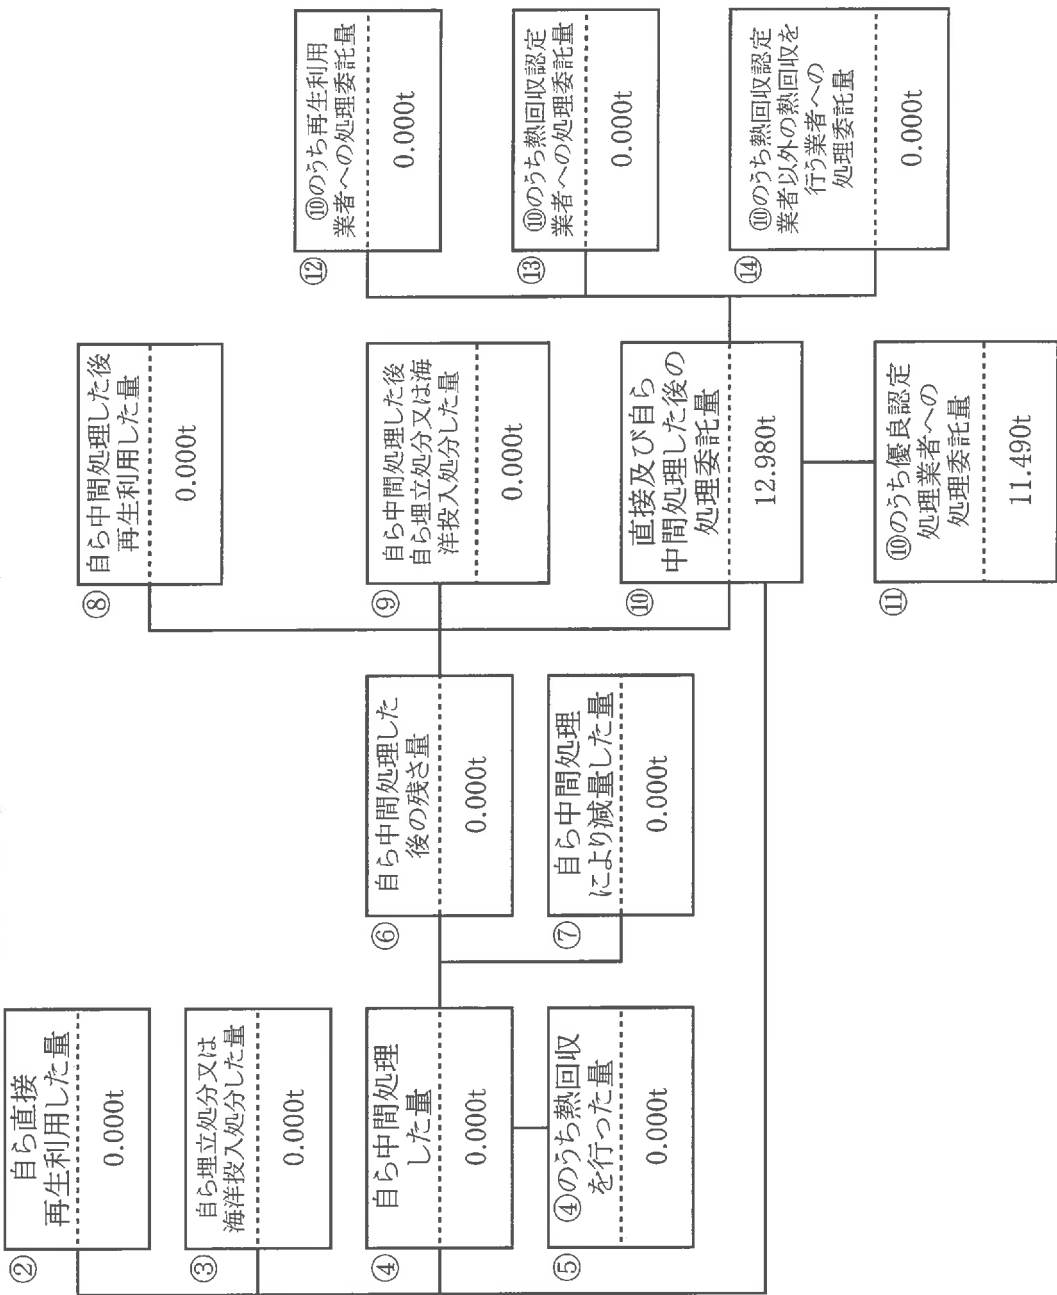 ②
自ら直接
再生利用した量
0.000t
③
自ら埋立処分又は
海洋投入処分した量
0.000t
④
自ら中間処理
した量
0.000t
⑤
④のうち熱回収
を行った量
0.000t
⑥
自ら中間処理した
後の残さ量
0.000t
⑦
自ら中間処理
により減量した量
0.000t
⑧
自ら中間処理した後
再生利用した量
0.000t
⑨
自ら中間処理した後
自ら埋立処分又は海
洋投入処分した量
0.000t
⑩
直接及び自ら
中間処理した後の
処理委託量
12.980t
⑪
⑩のうち優良認定
処理業者への
処理委託量
11.490t
⑫
⑩のうち再生利用
業者への処理委託量
0.000t
⑬
⑩のうち熱回収認定
業者への処理委託量
0.000t
⑭
⑩のうち熱回収認定
業者以外の熱回収を
行う業者への
処理委託量
0.000t